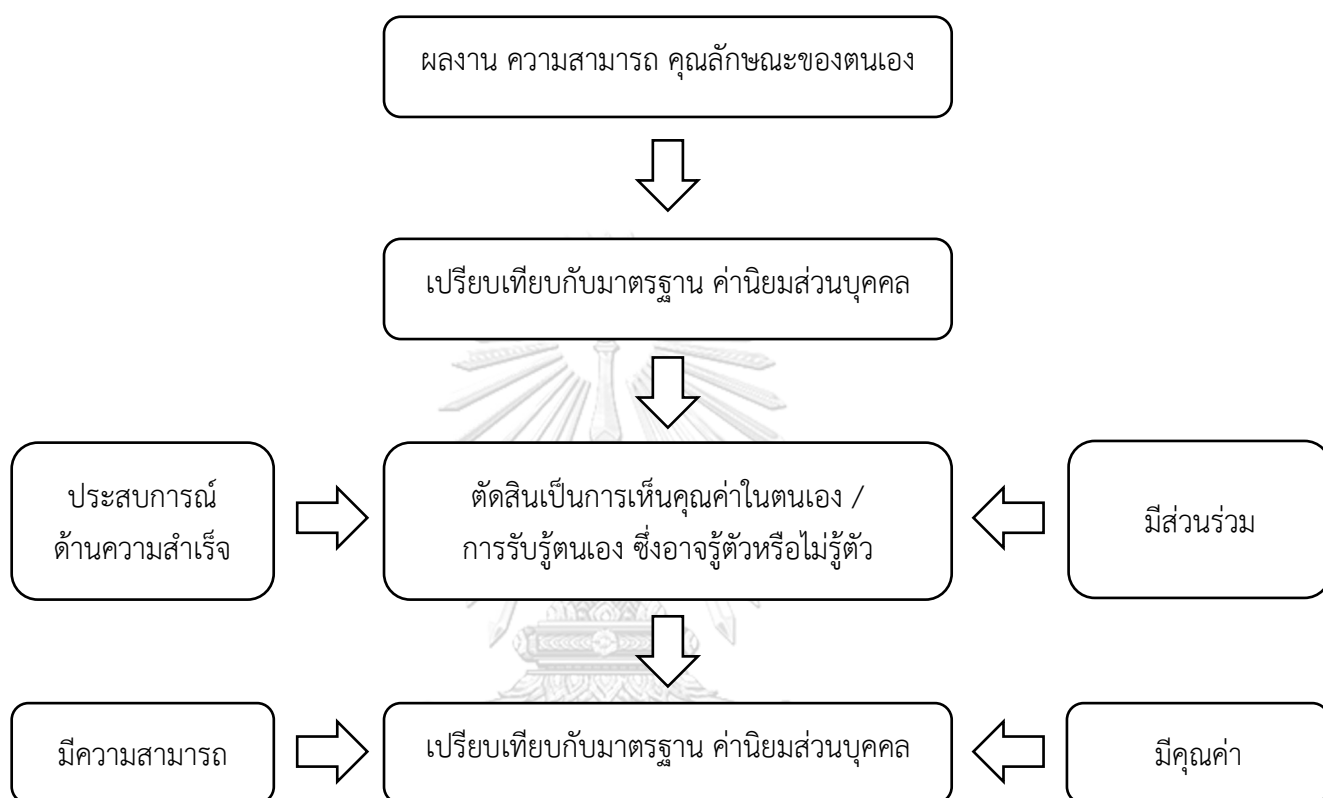 ผลงาน ความสามารถ คุณลักษณะของตนเอง
เปรียบเทียบกับมาตรฐาน ค่านิยมส่วนบุคคล
ประสบการณ์
ด้านความสำเร็จ
ตัดสินเป็นการเห็นคุณค่าในตนเอง /
การรับรู้ตนเอง ซึ่งอาจรู้ตัวหรือไม่รู้ตัว
มีส่วนร่วม
มีความสามารถ
เปรียบเทียบกับมาตรฐาน ค่านิยมส่วนบุคคล
มีคุณค่า